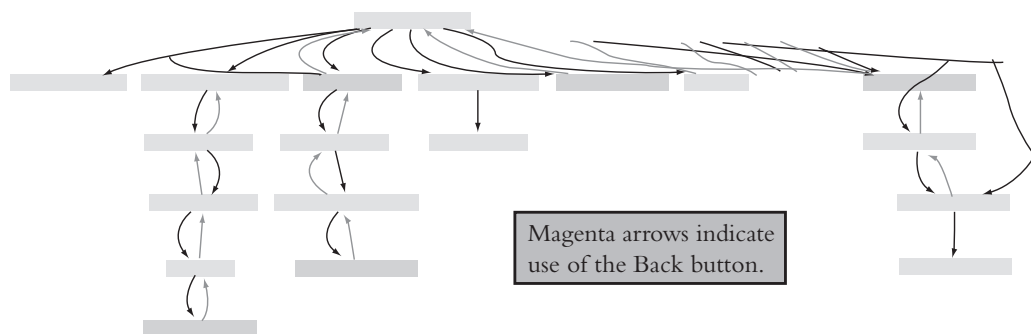 Magenta arrows indicate
use of the Back button.